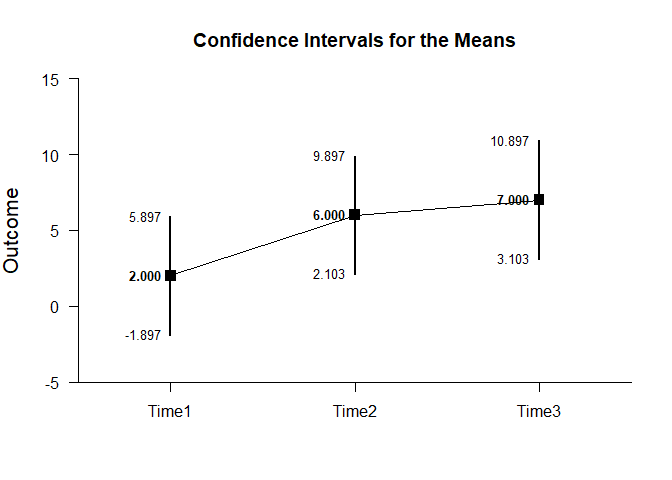 Confidence Intervals for the Means
Outcome
15
10
5
0
-5
5.897
2.000
-1.897
9.897
6.000
2.103
10.897
7.000
3.103
Time1
Time2
Time3